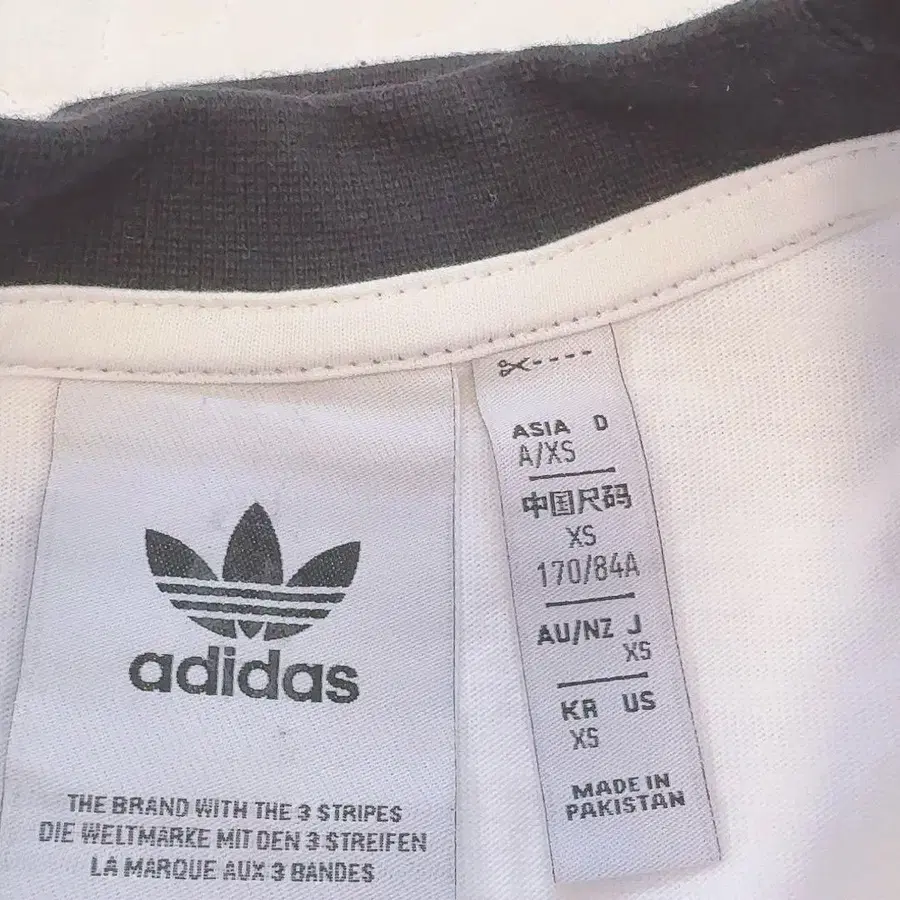 adidas
THE BRAND WITH THE 3 STRIPES
DIE WELTMARKE MIT DEN 3 STREIFEN
LA MARQUE AUX 3 BANDES
ASIA D
A/XS
中国尺码
XS
170/84A
AU/NZ J
XS
KR US
XS
MADE IN
PAKISTAN